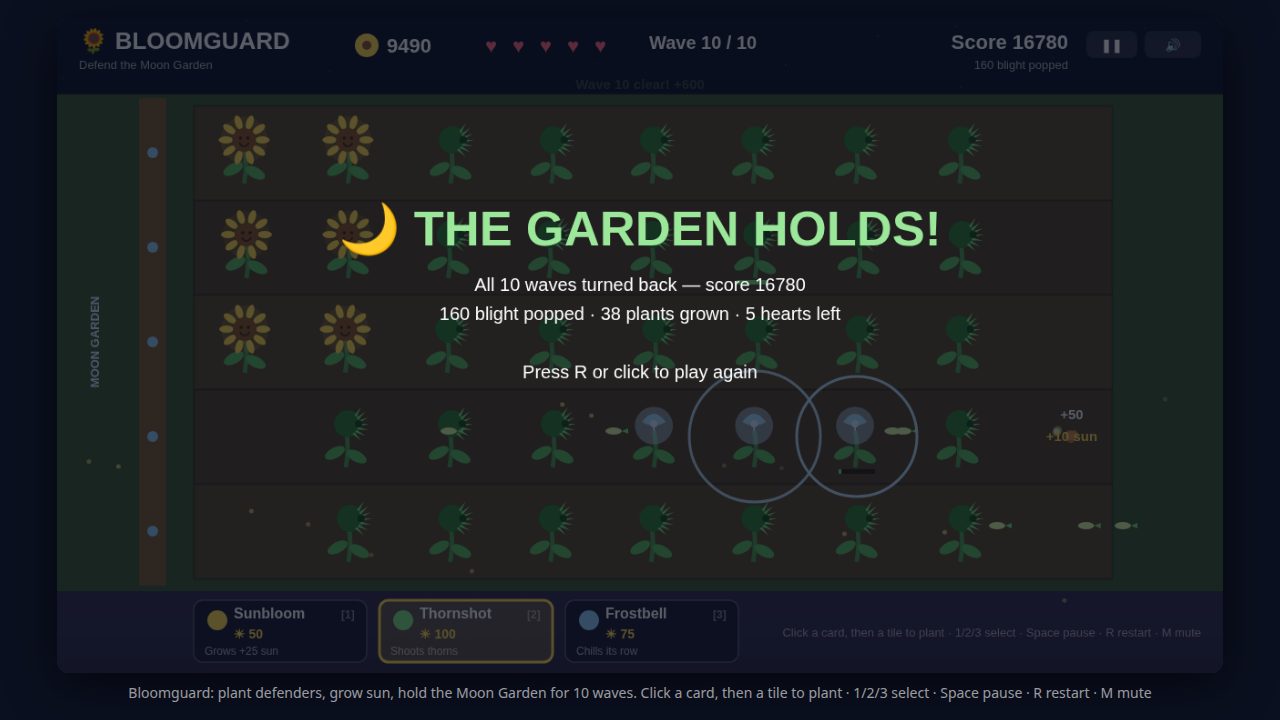 BLOOMGUARD
Defend the Moon Garden
9490
Wave 10 / 10
Score 16780
160 blight popped
Wave 10 clear! +600
MOON GARDEN
THE GARDEN HOLDS!
All 10 waves turned back — score 16780
160 blight popped · 38 plants grown · 5 hearts left
Press R or click to play again
+50
+10 sun
Sunbloom [1]
50
Grows +25 sun
Thornshot [2]
100
Shoots thorns
Frostbell [3]
75
Chills its row
Click a card, then a tile to plant · 1/2/3 select · Space pause · R restart · M mute
Bloomguard: plant defenders, grow sun, hold the Moon Garden for 10 waves. Click a card, then a tile to plant · 1/2/3 select · Space pause · R restart · M mute